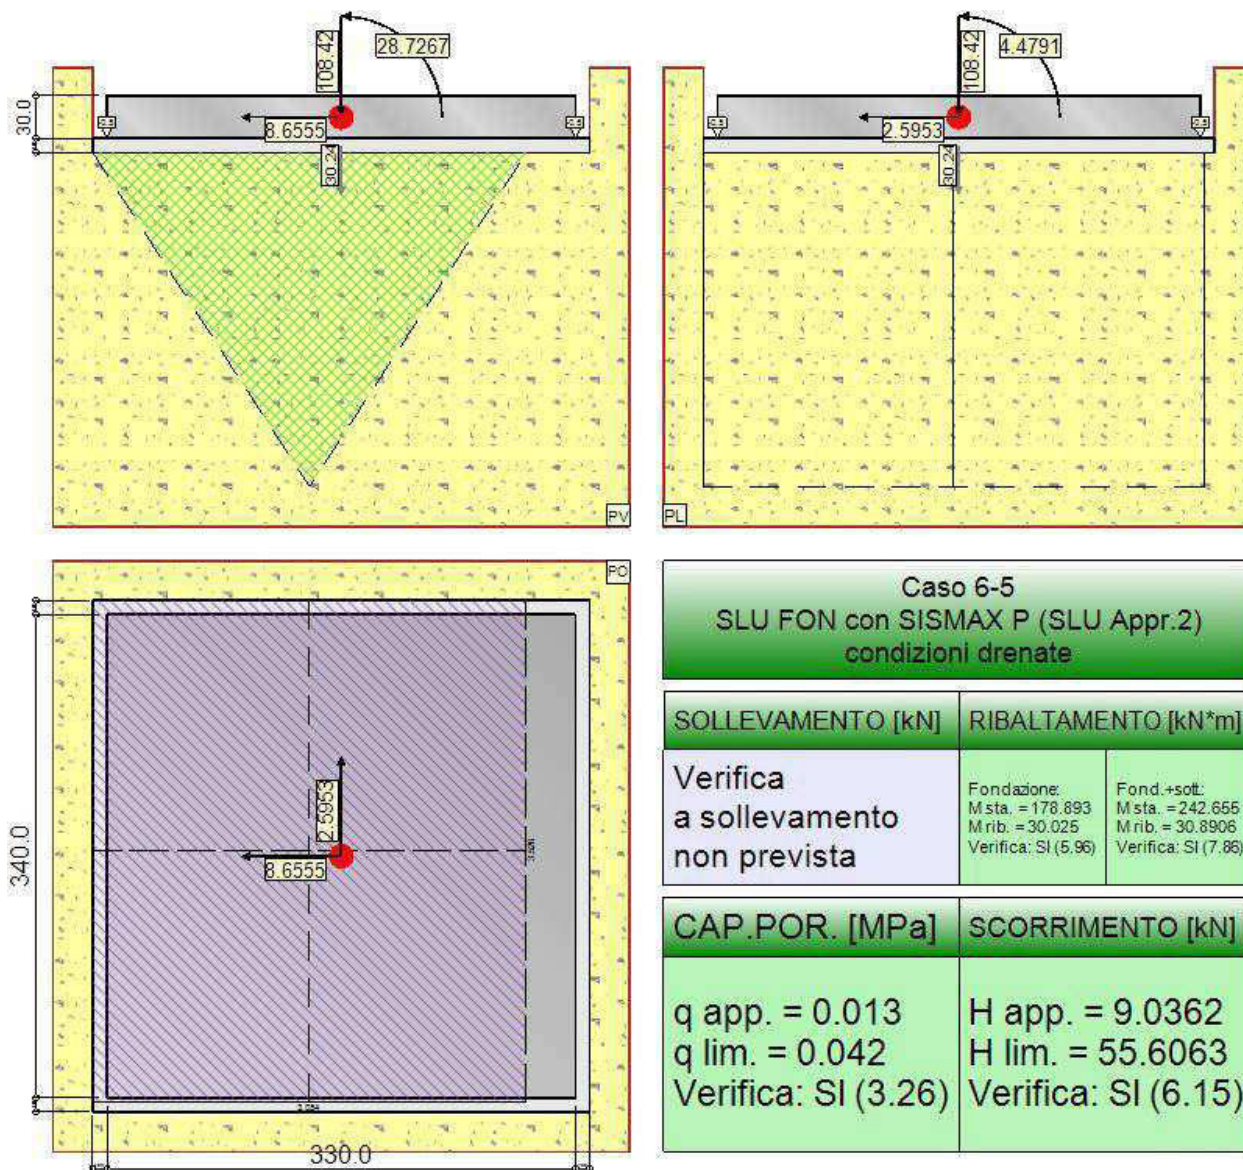 108.42
28.7267
30.0
8.6555
30.24
PV
108.42
4.4791
2.5953
30.24
PL
PO
340.0
2.5953
8.6555
330.0
Caso 6-5
SLU FON con SISMAX P (SLU Appr.2)
condizioni drenate
SOLLEVAMENTO [kN]
RIBALTAMENTO [kN*m]
Verifica
a sollevamento
non prevista
Fondazione:
M sta. = 178.893
M rib. = 30.025
Verifica: SI (5.96)
Fond.+sott.:
M sta. = 242.655
M rib. = 30.8906
Verifica: SI (7.86)
CAP.POR. [MPa]
SCORRIMENTO [kN]
q app. = 0.013
q lim. = 0.042
Verifica: SI (3.26)
H app. = 9.0362
H lim. = 55.6063
Verifica: SI (6.15)